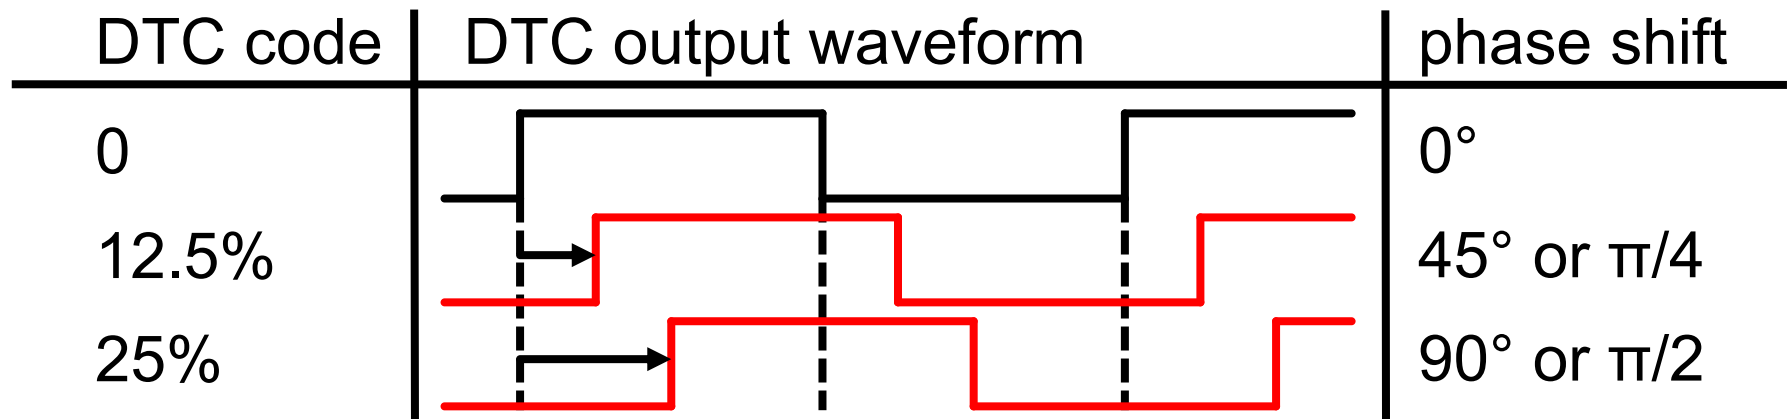 DTC code DTC output waveform phase shift
0 0°
12.5% 45° or π/4
25% 90° or π/2